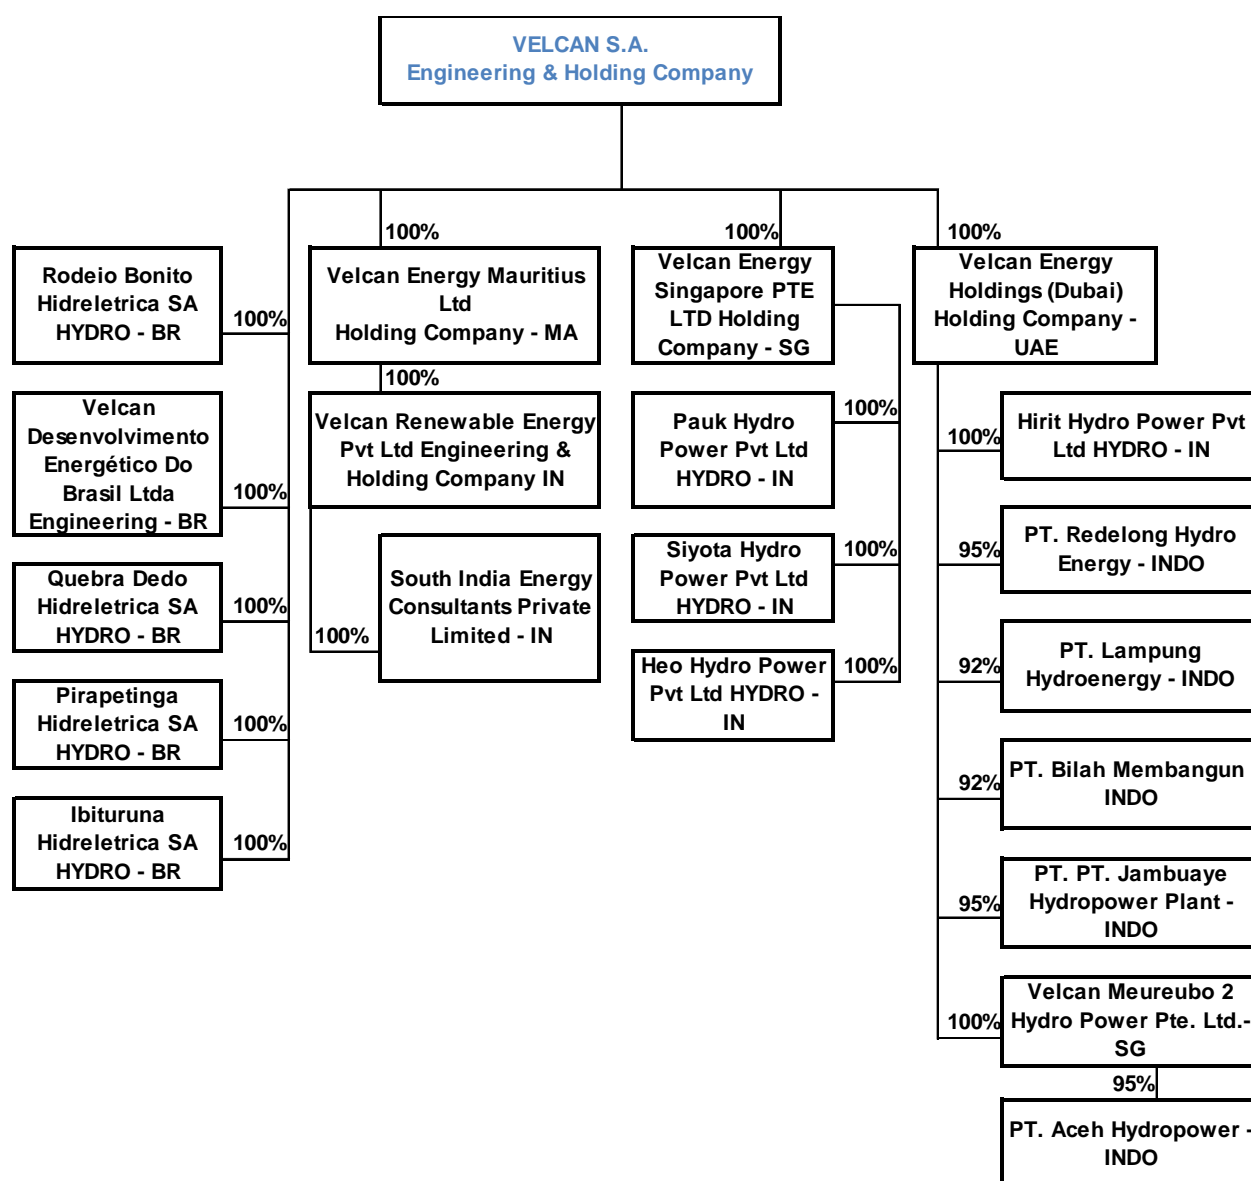 VELCAN S.A.
Engineering & Holding Company
100%
100%
100%
Rodeio Bonito
Hidreletrica SA
HYDRO - BR
100%
Velcan Energy Mauritius
Ltd
Holding Company - MA
Velcan Energy
Singapore PTE
LTD Holding
Company - SG
Velcan Energy
Holdings (Dubai)
Holding Company -
UAE
100%
Velcan
Desenvolvimento
Energético Do
Brasil Ltda
Engineering - BR
100%
Velcan Renewable Energy
Pvt Ltd Engineering &
Holding Company IN
Pauk Hydro
Power Pvt Ltd
HYDRO - IN
100%
100%
Hirit Hydro Power Pvt
Ltd HYDRO - IN
Quebra Dedo
Hidreletrica SA
HYDRO - BR
100%
100%
South India Energy
Consultants Private
Limited - IN
Siyota Hydro
Power Pvt Ltd
HYDRO - IN
100%
95%
PT. Redelong Hydro
Energy - INDO
Heo Hydro Power
Pvt Ltd HYDRO -
IN
100%
92%
PT. Lampung
Hydroenergy - INDO
Pirapetinga
Hidreletrica SA
HYDRO - BR
100%
92%
PT. Bilah Membangun
INDO
Ibituruna
Hidreletrica SA
HYDRO - BR
100%
95%
PT. PT. Jambuaye
Hydropower Plant -
INDO
100%
Velcan Meureubo 2
Hydro Power Pte. Ltd.-
SG
95%
PT. Aceh Hydropower -
INDO